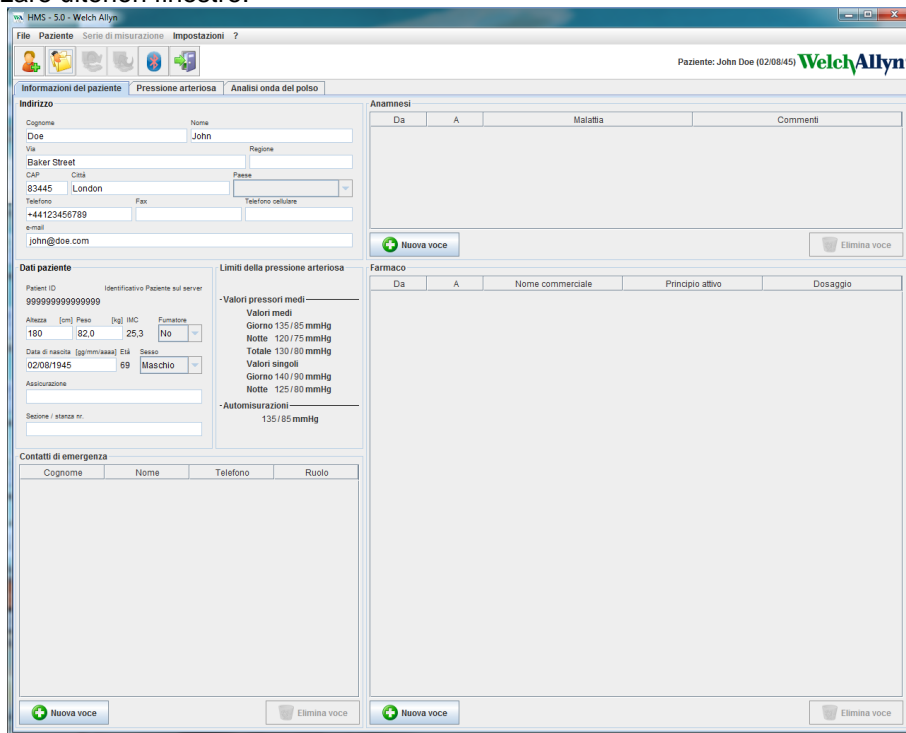 zare ulteriori finestre.
HMS - 5.0 - Welch Allyn
File Paziente Serie di misurazione Impostazioni ?
Paziente: John Doe (02/08/45) WelchAllyn
Informazioni del paziente Pressione arteriosa Analisi onda del polso
Indirizzo
Cognome Nome
Doe John
Via Regione
Baker Street
CAP Città Paese
83445 London
Telefono Fax Telefono cellulare
+44123456789
e-mail
john@doe.com
Anamnesi
Da A Malattia Commenti
Nuova voce Elimina voce
Dati paziente
Patient ID Identificativo Paziente sul server
999999999999999
Altezza [cm] Peso [kg] IMC Fumatore
180 82,0 25,3 No
Data di nascita [gg/mm/aaaa] Età Sesso
02/08/1945 69 Maschio
Assicurazione
Sezione / stanza nr.
Limiti della pressione arteriosa
Valori pressori medi
Valori medi
Giorno 135/85 mmHg
Notte 120/75 mmHg
Totale 130/80 mmHg
Valori singoli
Giorno 140/90 mmHg
Notte 125/80 mmHg
Automisurazioni
135/85 mmHg
Farmaco
Da A Nome commerciale Principio attivo Dosaggio
Contatti di emergenza
Cognome Nome Telefono Ruolo
Nuova voce Elimina voce
Nuova voce Elimina voce